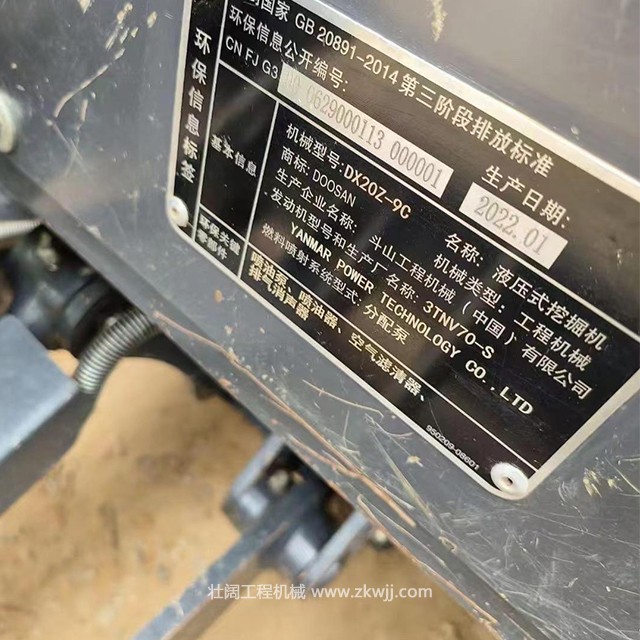 国家 GB 20891-2014 第三阶段排放标准
环保信息公开编号:
CN FJ G3 00 0629000113 000001
生产日期:
2022.01
环保信息标签
基本信息
机械型号: DX20Z-9C
名称: 液压式挖掘机
商标: DOOSAN
机械类型: 工程机械
生产企业名称: 斗山工程机械(中国)有限公司
发动机型号和生产厂名称: 3TNV70-S
YANMAR POWER TECHNOLOGY CO., LTD
燃料喷射系统型式: 分配泵
环保关键零部件
喷油泵、喷油器、空气滤清器、
排气消声器
950209-08601
壮阔工程机械 www.zkwjj.com